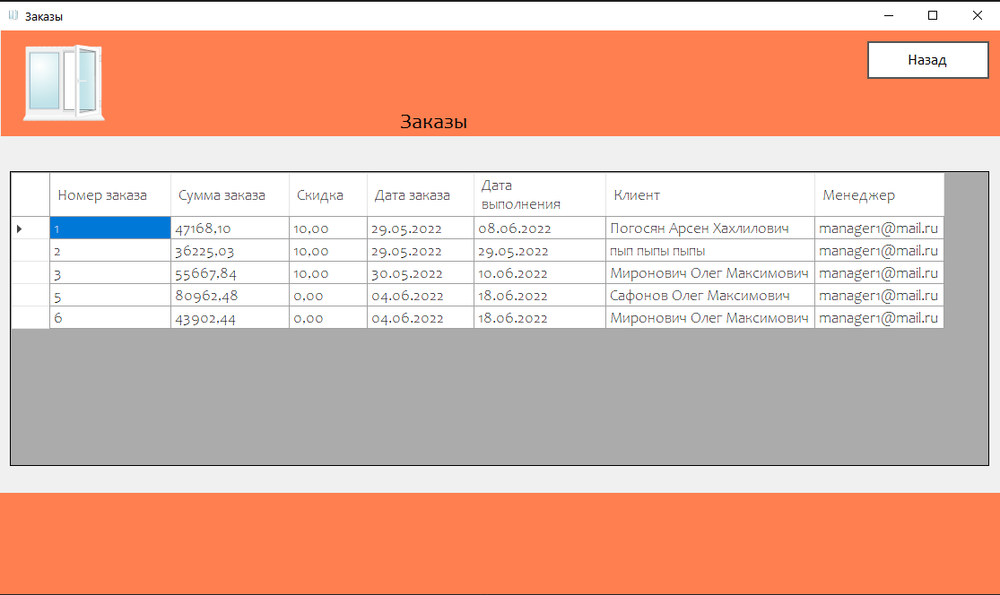 Заказы
Назад
Заказы
Номер заказа Сумма заказа Скидка Дата заказа Дата выполнения Клиент Менеджер
1 47168,10 10,00 29.05.2022 08.06.2022 Погосян Арсен Хахлилович manager1@mail.ru
2 36225,03 10,00 29.05.2022 29.05.2022 пып пыпы пыпы manager1@mail.ru
3 55667,84 10,00 30.05.2022 10.06.2022 Миронович Олег Максимович manager1@mail.ru
5 80962,48 0,00 04.06.2022 18.06.2022 Сафонов Олег Максимович manager1@mail.ru
6 43902,44 0,00 04.06.2022 18.06.2022 Миронович Олег Максимович manager1@mail.ru